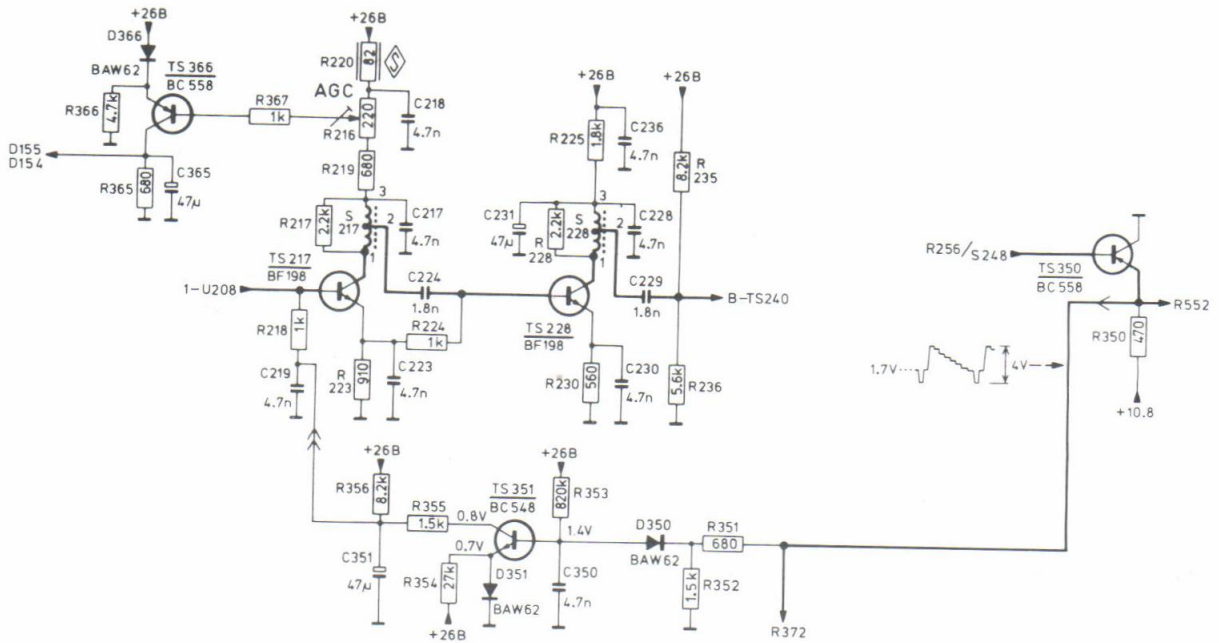 +26B
D366
BAW62
TS366
BC558
R366
4.7k
D155
D154
R365
680
C365
47µ
R367
1k
+26B
R220
82
S
AGC
R216
220
C218
4.7n
R219
680
R217
2.2k
3
S
217
2
1
C217
4.7n
TS217
BF198
1-U208
R218
1k
C219
4.7n
C224
1.8n
R224
1k
R
223
910
C223
4.7n
+26B
R225
1.8k
C236
4.7n
+26B
8.2k
R
235
C231
47µ
2.2k
R
228
3
S
228
2
1
C228
4.7n
C229
1.8n
B-TS240
TS228
BF198
R230
560
C230
4.7n
5.6k
R236
R256/S248
TS350
BC558
R552
R350
470
+10.8
1.7V
4V
+26B
R356
8.2k
R355
1.5k
0.8V
TS351
BC548
0.7V
C351
47µ
R354
27k
+26B
D351
BAW62
+26B
820k
R353
1.4V
C350
4.7n
D350
BAW62
R351
680
1.5k
R352
R372